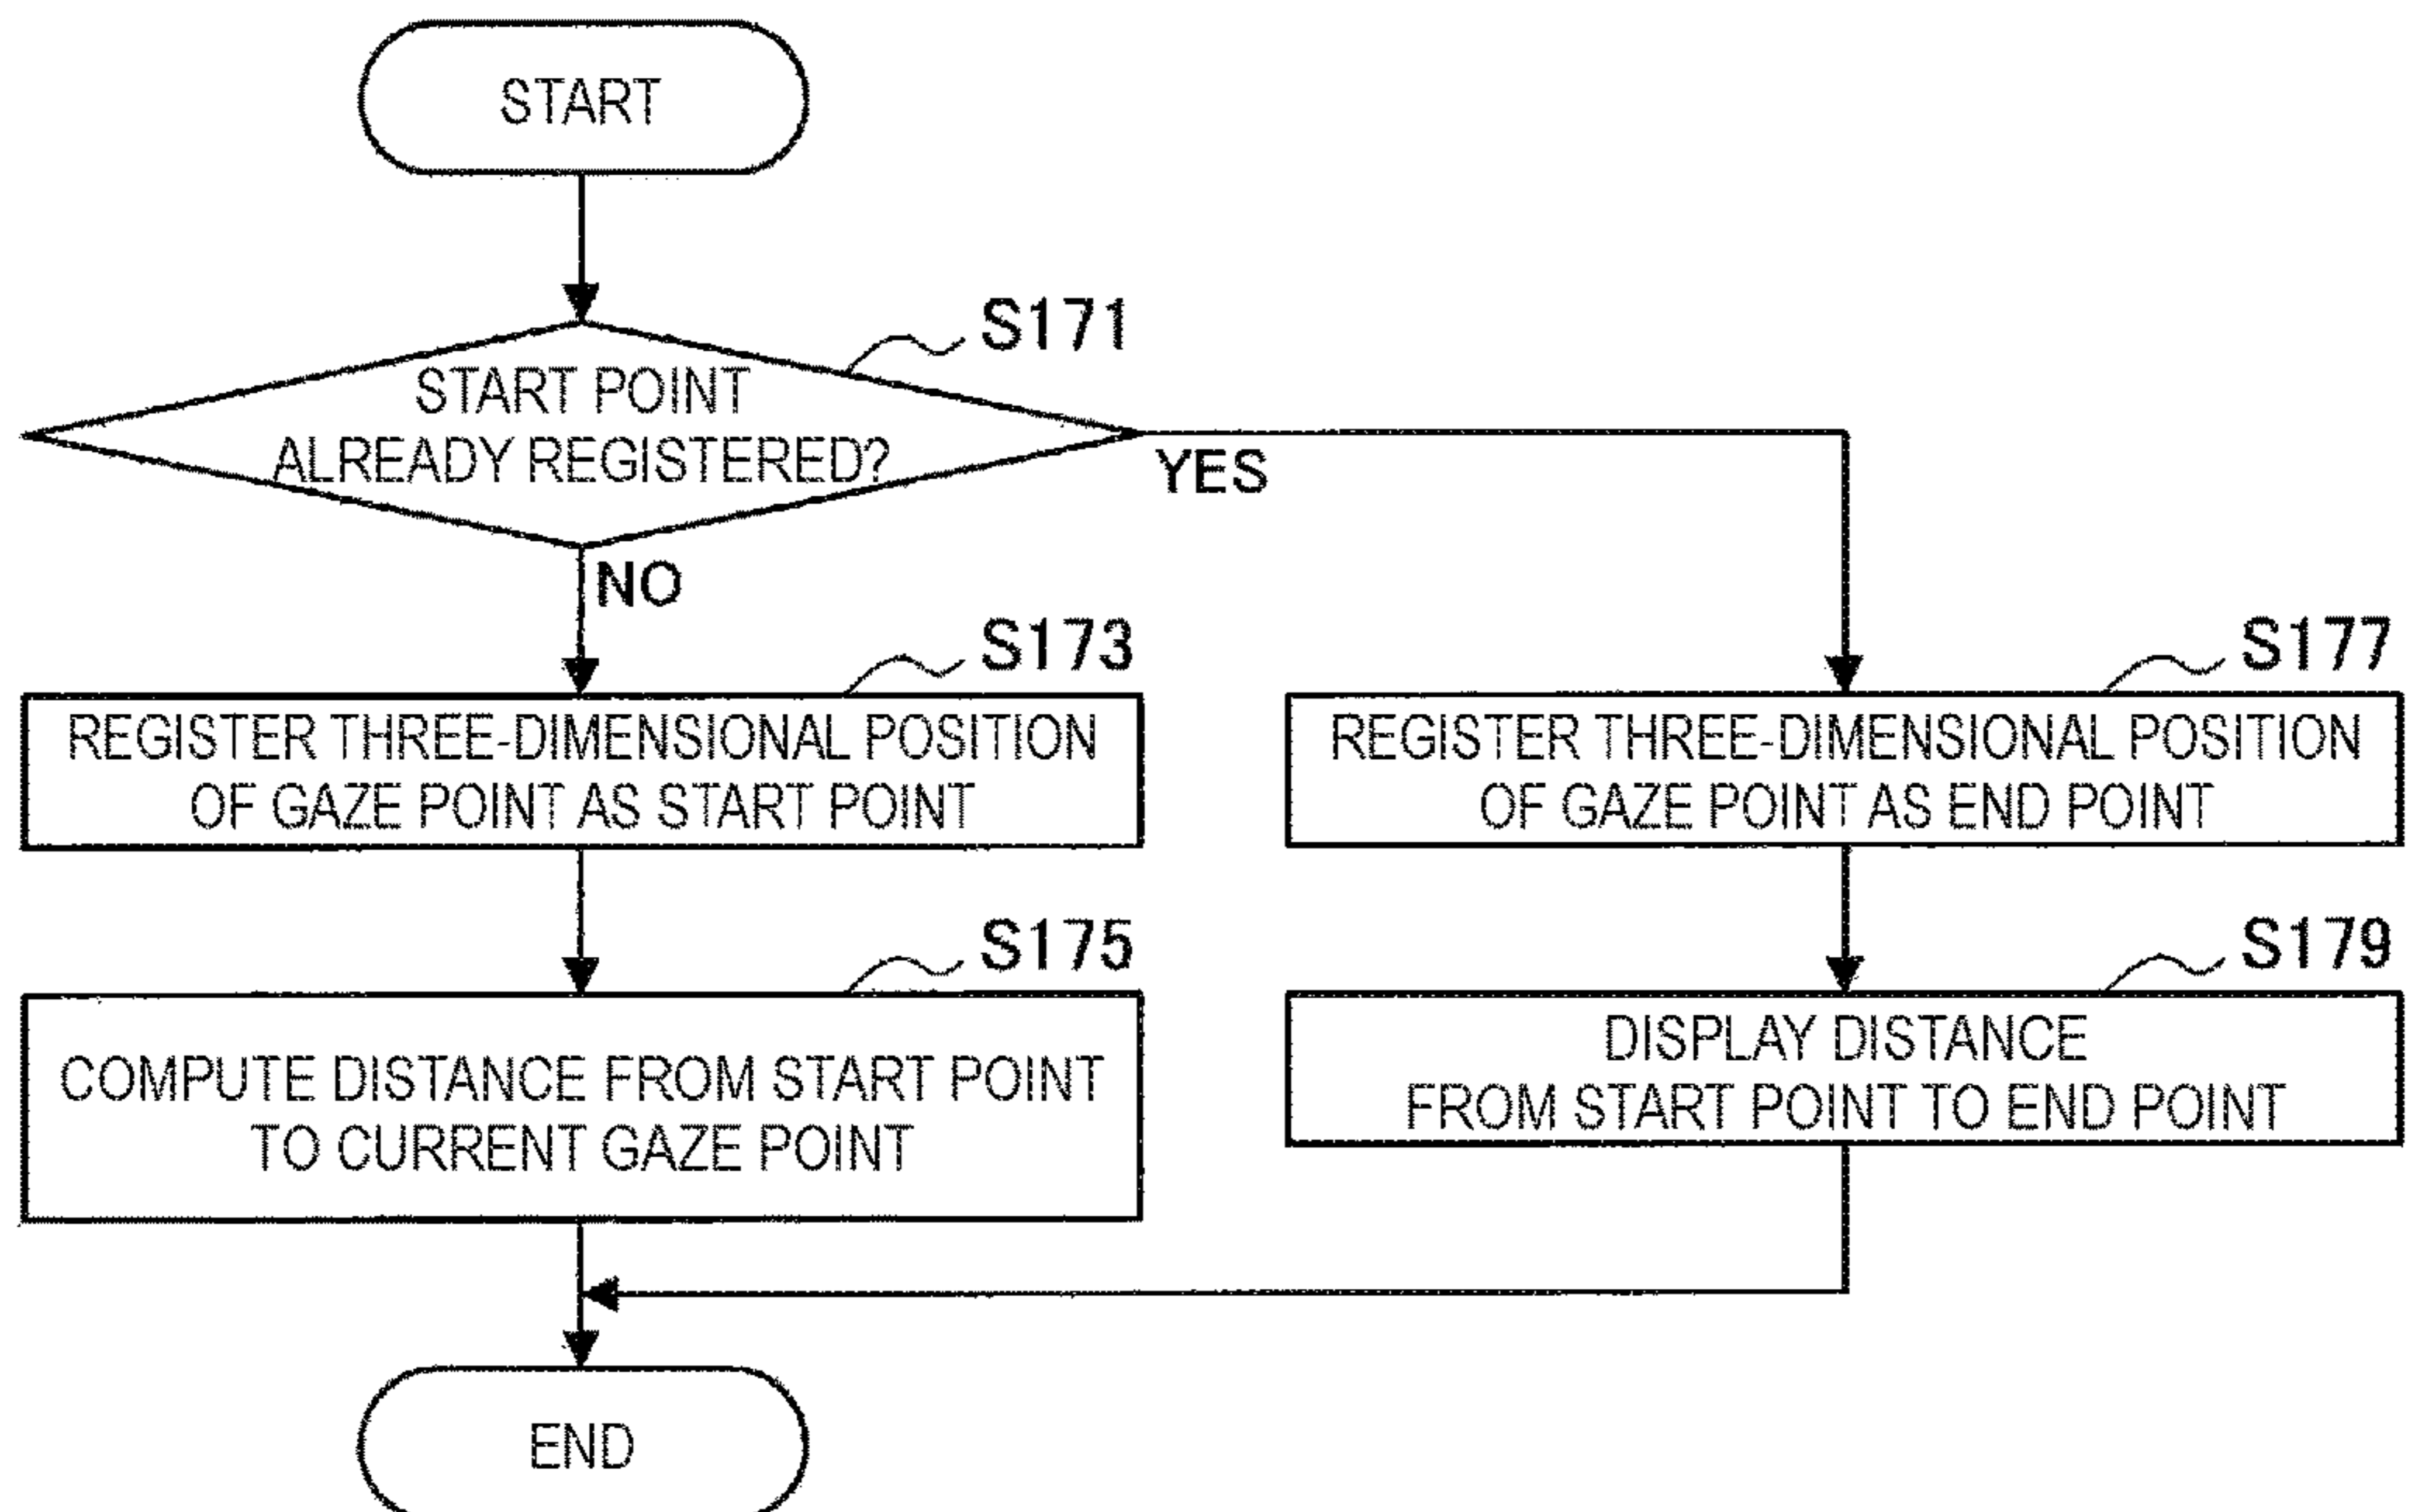 START
S171
START POINT
ALREADY REGISTERED?
YES
NO
S173
REGISTER THREE-DIMENSIONAL POSITION
OF GAZE POINT AS START POINT
S177
REGISTER THREE-DIMENSIONAL POSITION
OF GAZE POINT AS END POINT
S175
COMPUTE DISTANCE FROM START POINT
TO CURRENT GAZE POINT
S179
DISPLAY DISTANCE
FROM START POINT TO END POINT
END